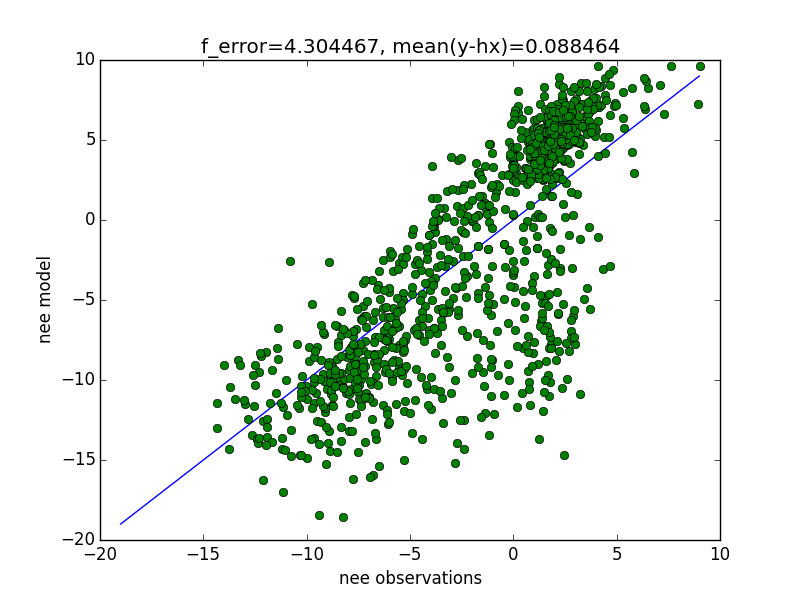 f_error=4.304467, mean(y-hx)=0.088464
10
5
0
−5
−10
−15
−20
nee model
−20 −15 −10 −5 0 5 10
nee observations